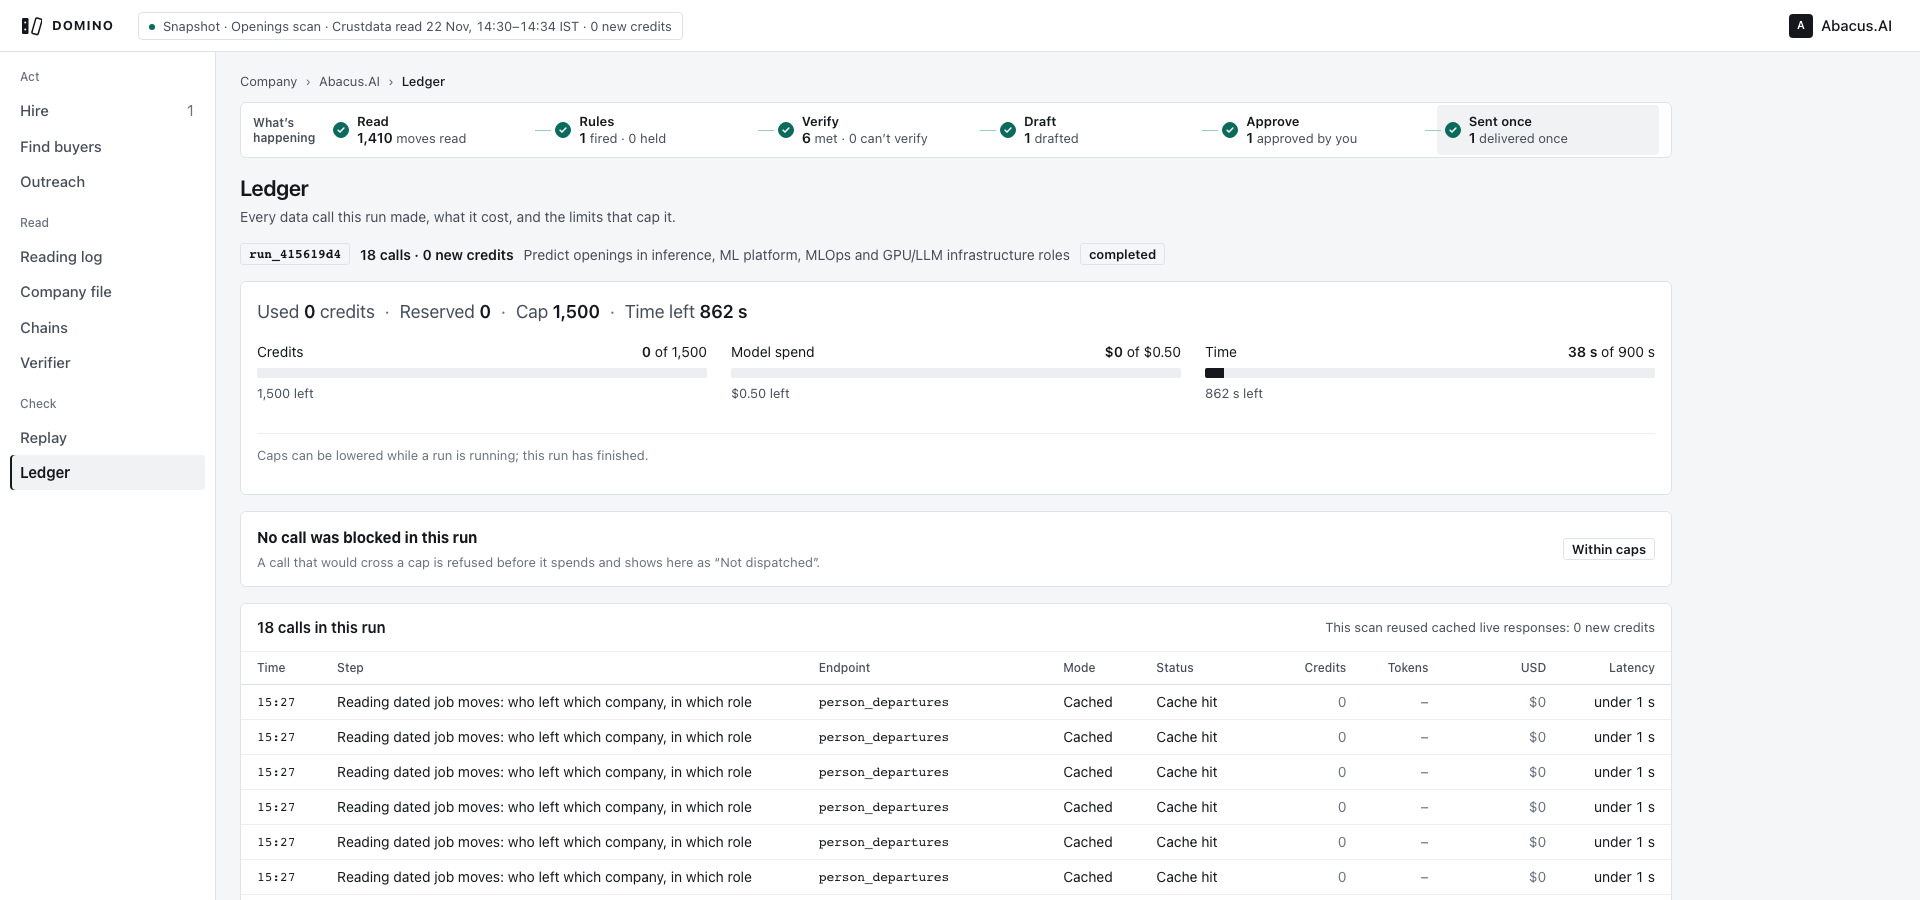 DOMINO
Snapshot · Openings scan · Crustdata read 22 Nov, 14:30–14:34 IST · 0 new credits
A Abacus.AI
Act
Hire 1
Find buyers
Outreach
Read
Reading log
Company file
Chains
Verifier
Check
Replay
Ledger
Company › Abacus.AI › Ledger
What's happening
Read
1,410 moves read
Rules
1 fired · 0 held
Verify
6 met · 0 can't verify
Draft
1 drafted
Approve
1 approved by you
Sent once
1 delivered once
Ledger
Every data call this run made, what it cost, and the limits that cap it.
run_415619d4 18 calls · 0 new credits Predict openings in inference, ML platform, MLOps and GPU/LLM infrastructure roles completed
Used 0 credits · Reserved 0 · Cap 1,500 · Time left 862 s
Credits 0 of 1,500
1,500 left
Model spend $0 of $0.50
$0.50 left
Time 38 s of 900 s
862 s left
Caps can be lowered while a run is running; this run has finished.
No call was blocked in this run
A call that would cross a cap is refused before it spends and shows here as “Not dispatched”.
Within caps
18 calls in this run
This scan reused cached live responses: 0 new credits
Time Step Endpoint Mode Status Credits Tokens USD Latency
15:27 Reading dated job moves: who left which company, in which role person_departures Cached Cache hit 0 – $0 under 1 s
15:27 Reading dated job moves: who left which company, in which role person_departures Cached Cache hit 0 – $0 under 1 s
15:27 Reading dated job moves: who left which company, in which role person_departures Cached Cache hit 0 – $0 under 1 s
15:27 Reading dated job moves: who left which company, in which role person_departures Cached Cache hit 0 – $0 under 1 s
15:27 Reading dated job moves: who left which company, in which role person_departures Cached Cache hit 0 – $0 under 1 s
15:27 Reading dated job moves: who left which company, in which role person_departures Cached Cache hit 0 – $0 under 1 s